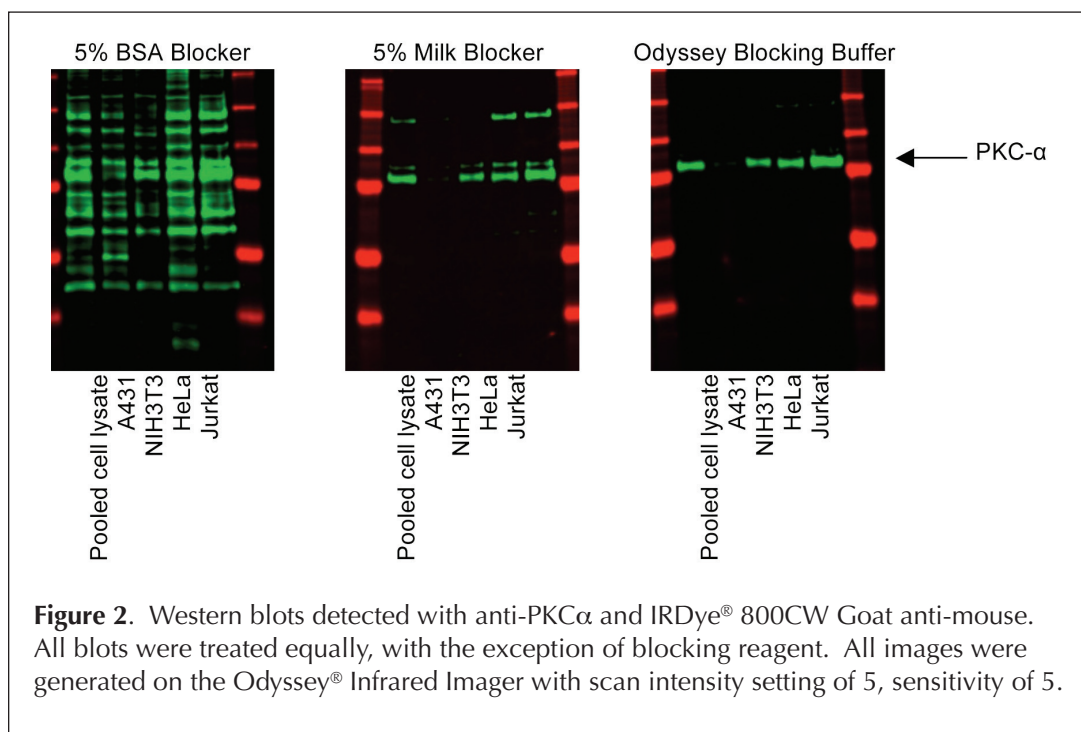 5% BSA Blocker
5% Milk Blocker
Odyssey Blocking Buffer
PKC-α
Pooled cell lysate
A431
NIH3T3
HeLa
Jurkat
Pooled cell lysate
A431
NIH3T3
HeLa
Jurkat
Pooled cell lysate
A431
NIH3T3
HeLa
Jurkat
Figure 2. Western blots detected with anti-PKCα and IRDye® 800CW Goat anti-mouse.
All blots were treated equally, with the exception of blocking reagent. All images were
generated on the Odyssey® Infrared Imager with scan intensity setting of 5, sensitivity of 5.